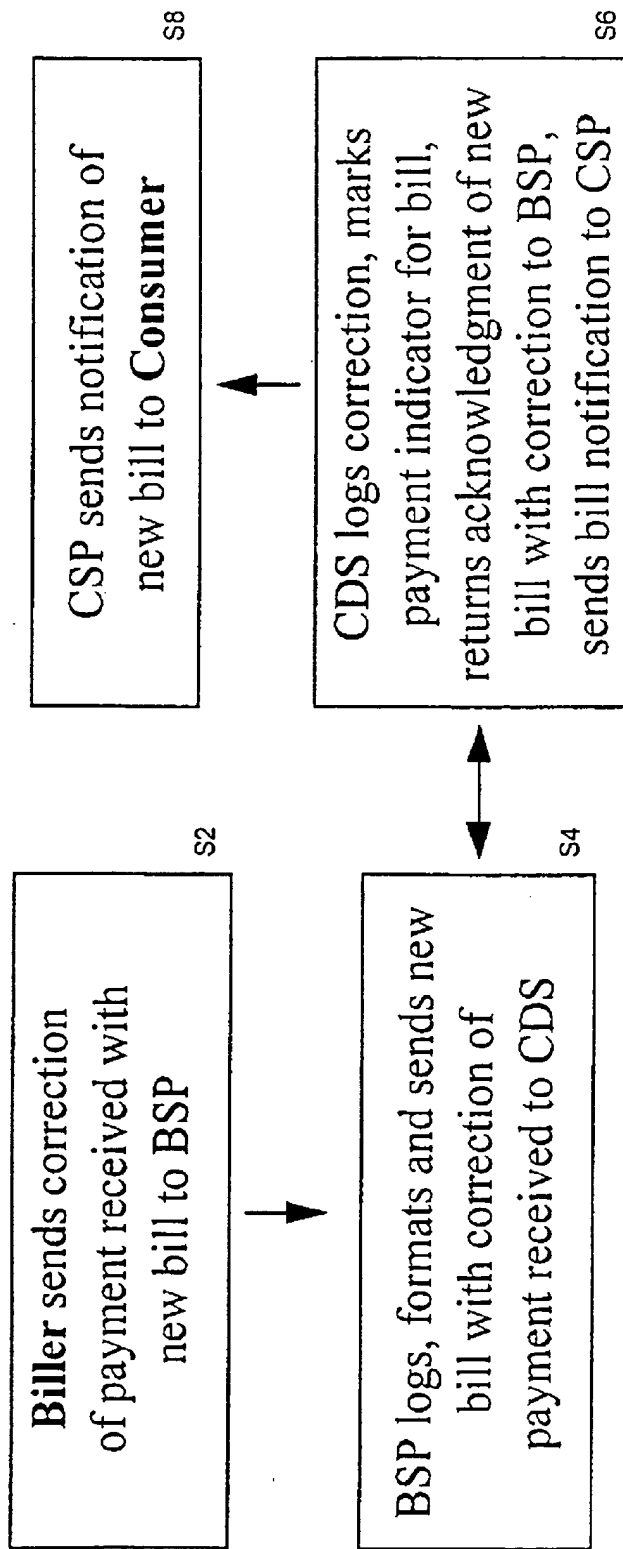 Biller sends correction
of payment received with
new bill to BSP
S2
BSP logs, formats and sends new
bill with correction of
payment received to CDS
S4
CDS logs correction, marks
payment indicator for bill,
returns acknowledgment of new
bill with correction to BSP,
sends bill notification to CSP
S6
CSP sends notification of
new bill to Consumer
S8